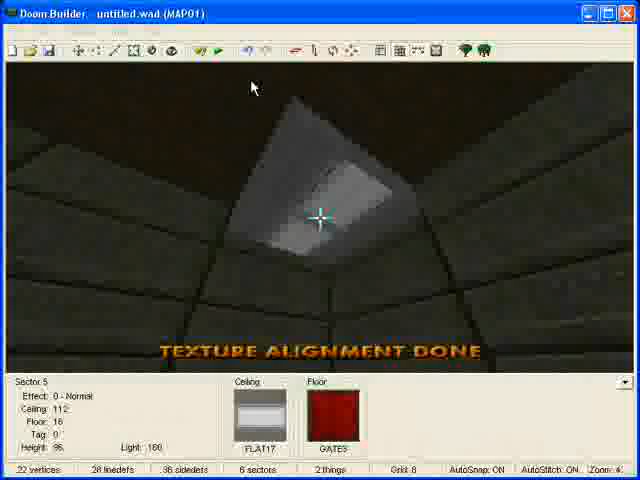 Doom Builder - untitled.wad (MAP01)
TEXTURE ALIGNMENT DONE
Sector 5
Effect: 0 - Normal
Ceiling: 112
Floor: 16
Tag: 0
Height: 96
Light: 160
Ceiling
FLAT17
Floor
GATE3
22 vertices
28 linedefs
36 sidedefs
6 sectors
2 things
Grid: 8
AutoSnap: ON
AutoStitch: ON